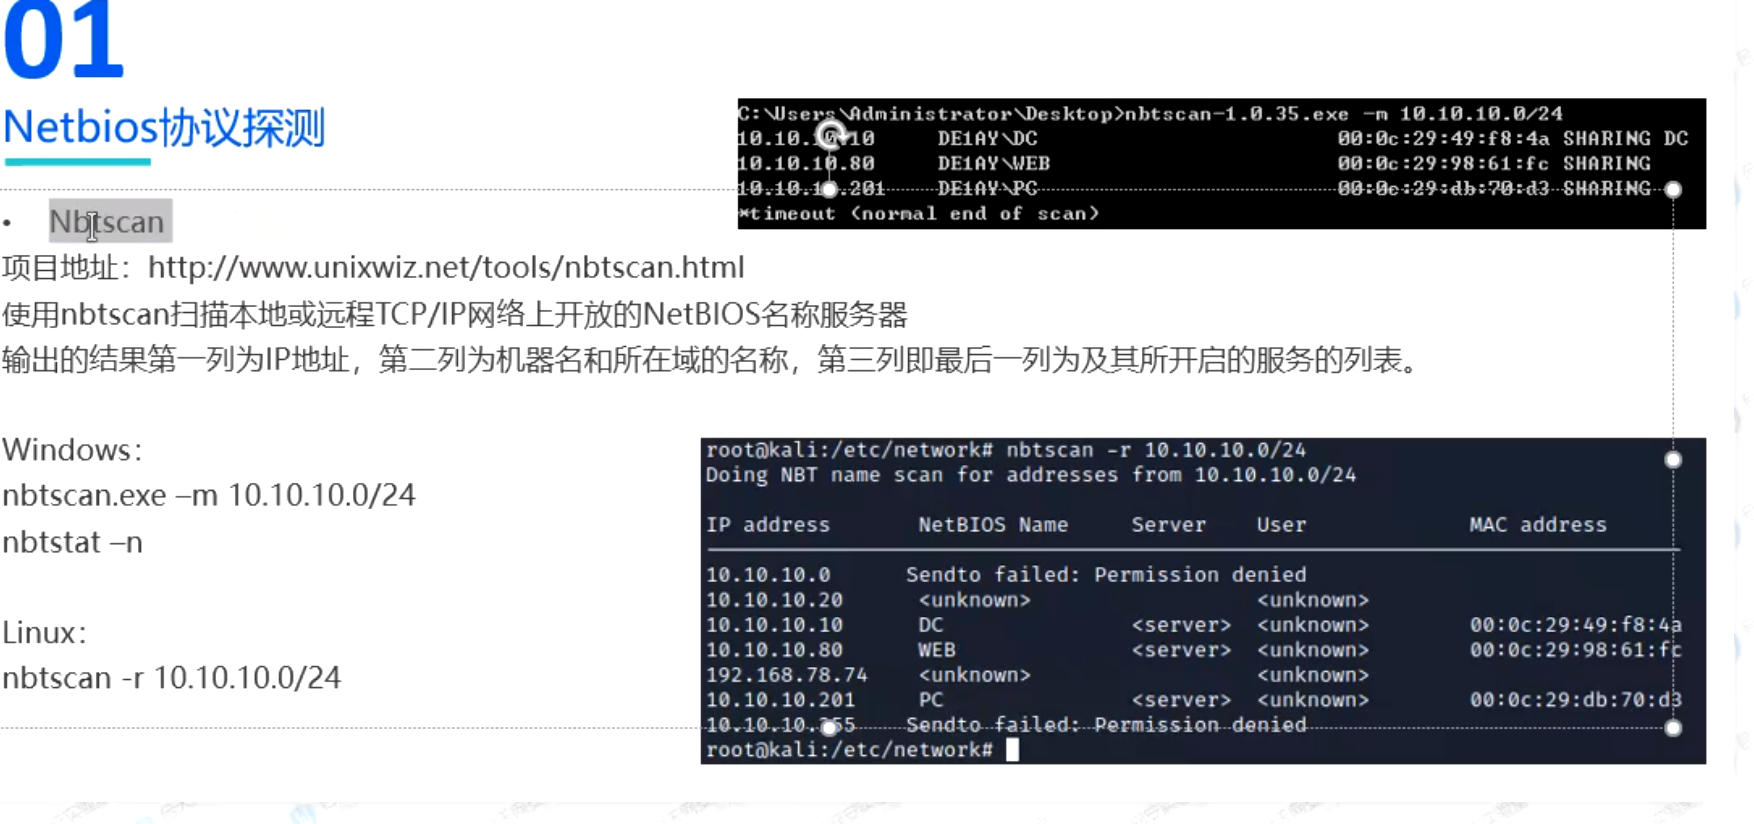 01
Netbios协议探测
• Nbtscan
项目地址：http://www.unixwiz.net/tools/nbtscan.html
使用nbtscan扫描本地或远程TCP/IP网络上开放的NetBIOS名称服务器
输出的结果第一列为IP地址，第二列为机器名和所在域的名称，第三列即最后一列为及其所开启的服务的列表。
Windows：
nbtscan.exe –m 10.10.10.0/24
nbtstat –n
Linux：
nbtscan -r 10.10.10.0/24
C:\Users\Administrator\Desktop>nbtscan-1.0.35.exe -m 10.10.10.0/24
10.10.10.10 DE1AY\DC 00:0c:29:49:f8:4a SHARING DC
10.10.10.80 DE1AY\WEB 00:0c:29:98:61:fc SHARING
10.10.10.201 DE1AY\PC 00:0c:29:db:70:d3 SHARING
*timeout (normal end of scan)
root@kali:/etc/network# nbtscan -r 10.10.10.0/24
Doing NBT name scan for addresses from 10.10.10.0/24
IP address NetBIOS Name Server User MAC address
10.10.10.0 Sendto failed: Permission denied
10.10.10.20 <unknown> <unknown>
10.10.10.10 DC <server> <unknown> 00:0c:29:49:f8:4a
10.10.10.80 WEB <server> <unknown> 00:0c:29:98:61:fc
192.168.78.74 <unknown> <unknown>
10.10.10.201 PC <server> <unknown> 00:0c:29:db:70:d3
10.10.10.255 Sendto failed: Permission denied
root@kali:/etc/network#